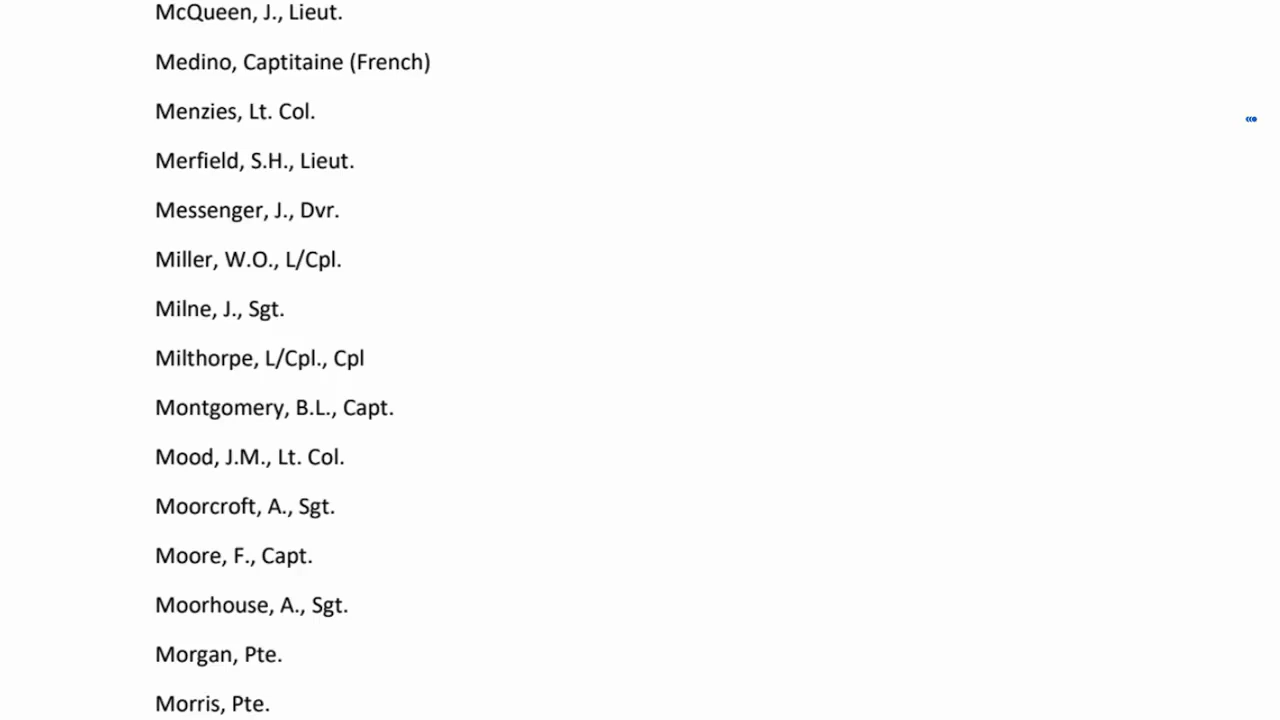 McQueen, J., Lieut.
Medino, Captitaine (French)
Menzies, Lt. Col.
Merfield, S.H., Lieut.
Messenger, J., Dvr.
Miller, W.O., L/Cpl.
Milne, J., Sgt.
Milthorpe, L/Cpl., Cpl
Montgomery, B.L., Capt.
Mood, J.M., Lt. Col.
Moorcroft, A., Sgt.
Moore, F., Capt.
Moorhouse, A., Sgt.
Morgan, Pte.
Morris, Pte.